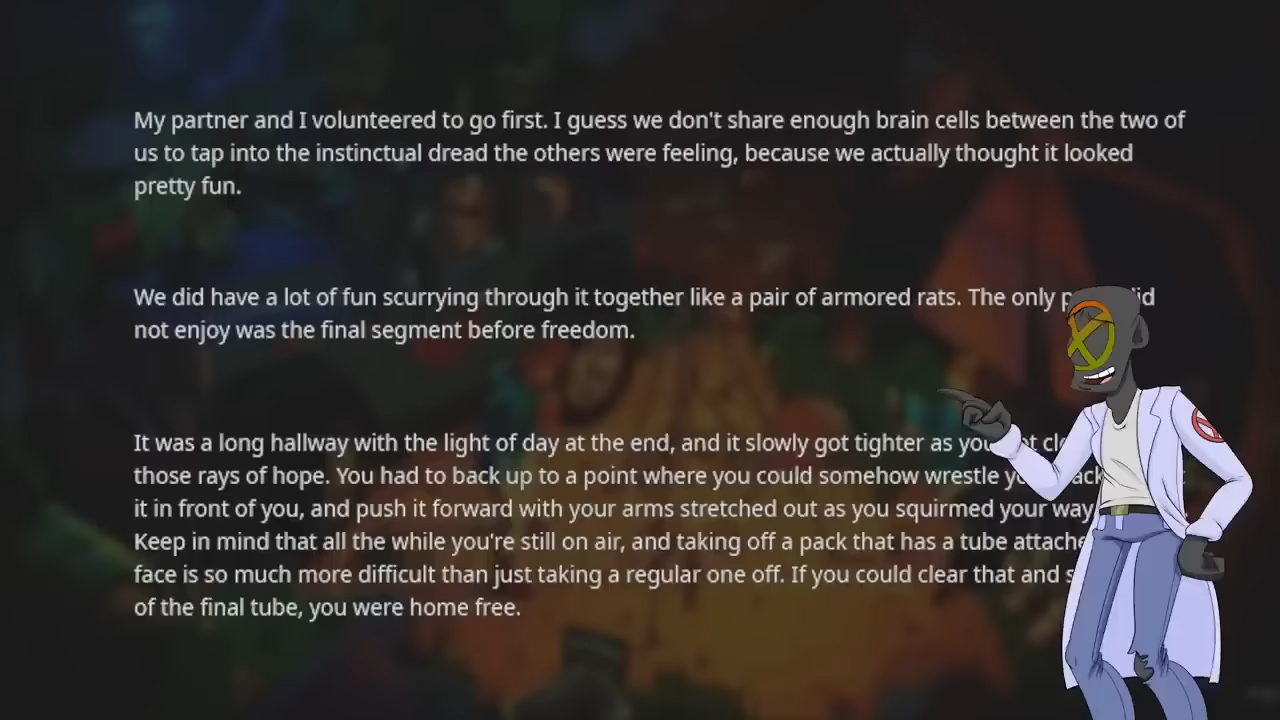 My partner and I volunteered to go first. I guess we don't share enough brain cells between the two of
us to tap into the instinctual dread the others were feeling, because we actually thought it looked
pretty fun.
We did have a lot of fun scurrying through it together like a pair of armored rats. The only
not enjoy was the final segment before freedom.
It was a long hallway with the light of day at the end, and it slowly got tighter as
those rays of hope. You had to back up to a point where you could somehow wrestle
it in front of you, and push it forward with your arms stretched out as you squirmed your way
Keep in mind that all the while you're still on air, and taking off a pack that has a tube
face is so much more difficult than just taking a regular one off. If you could clear that and
of the final tube, you were home free.